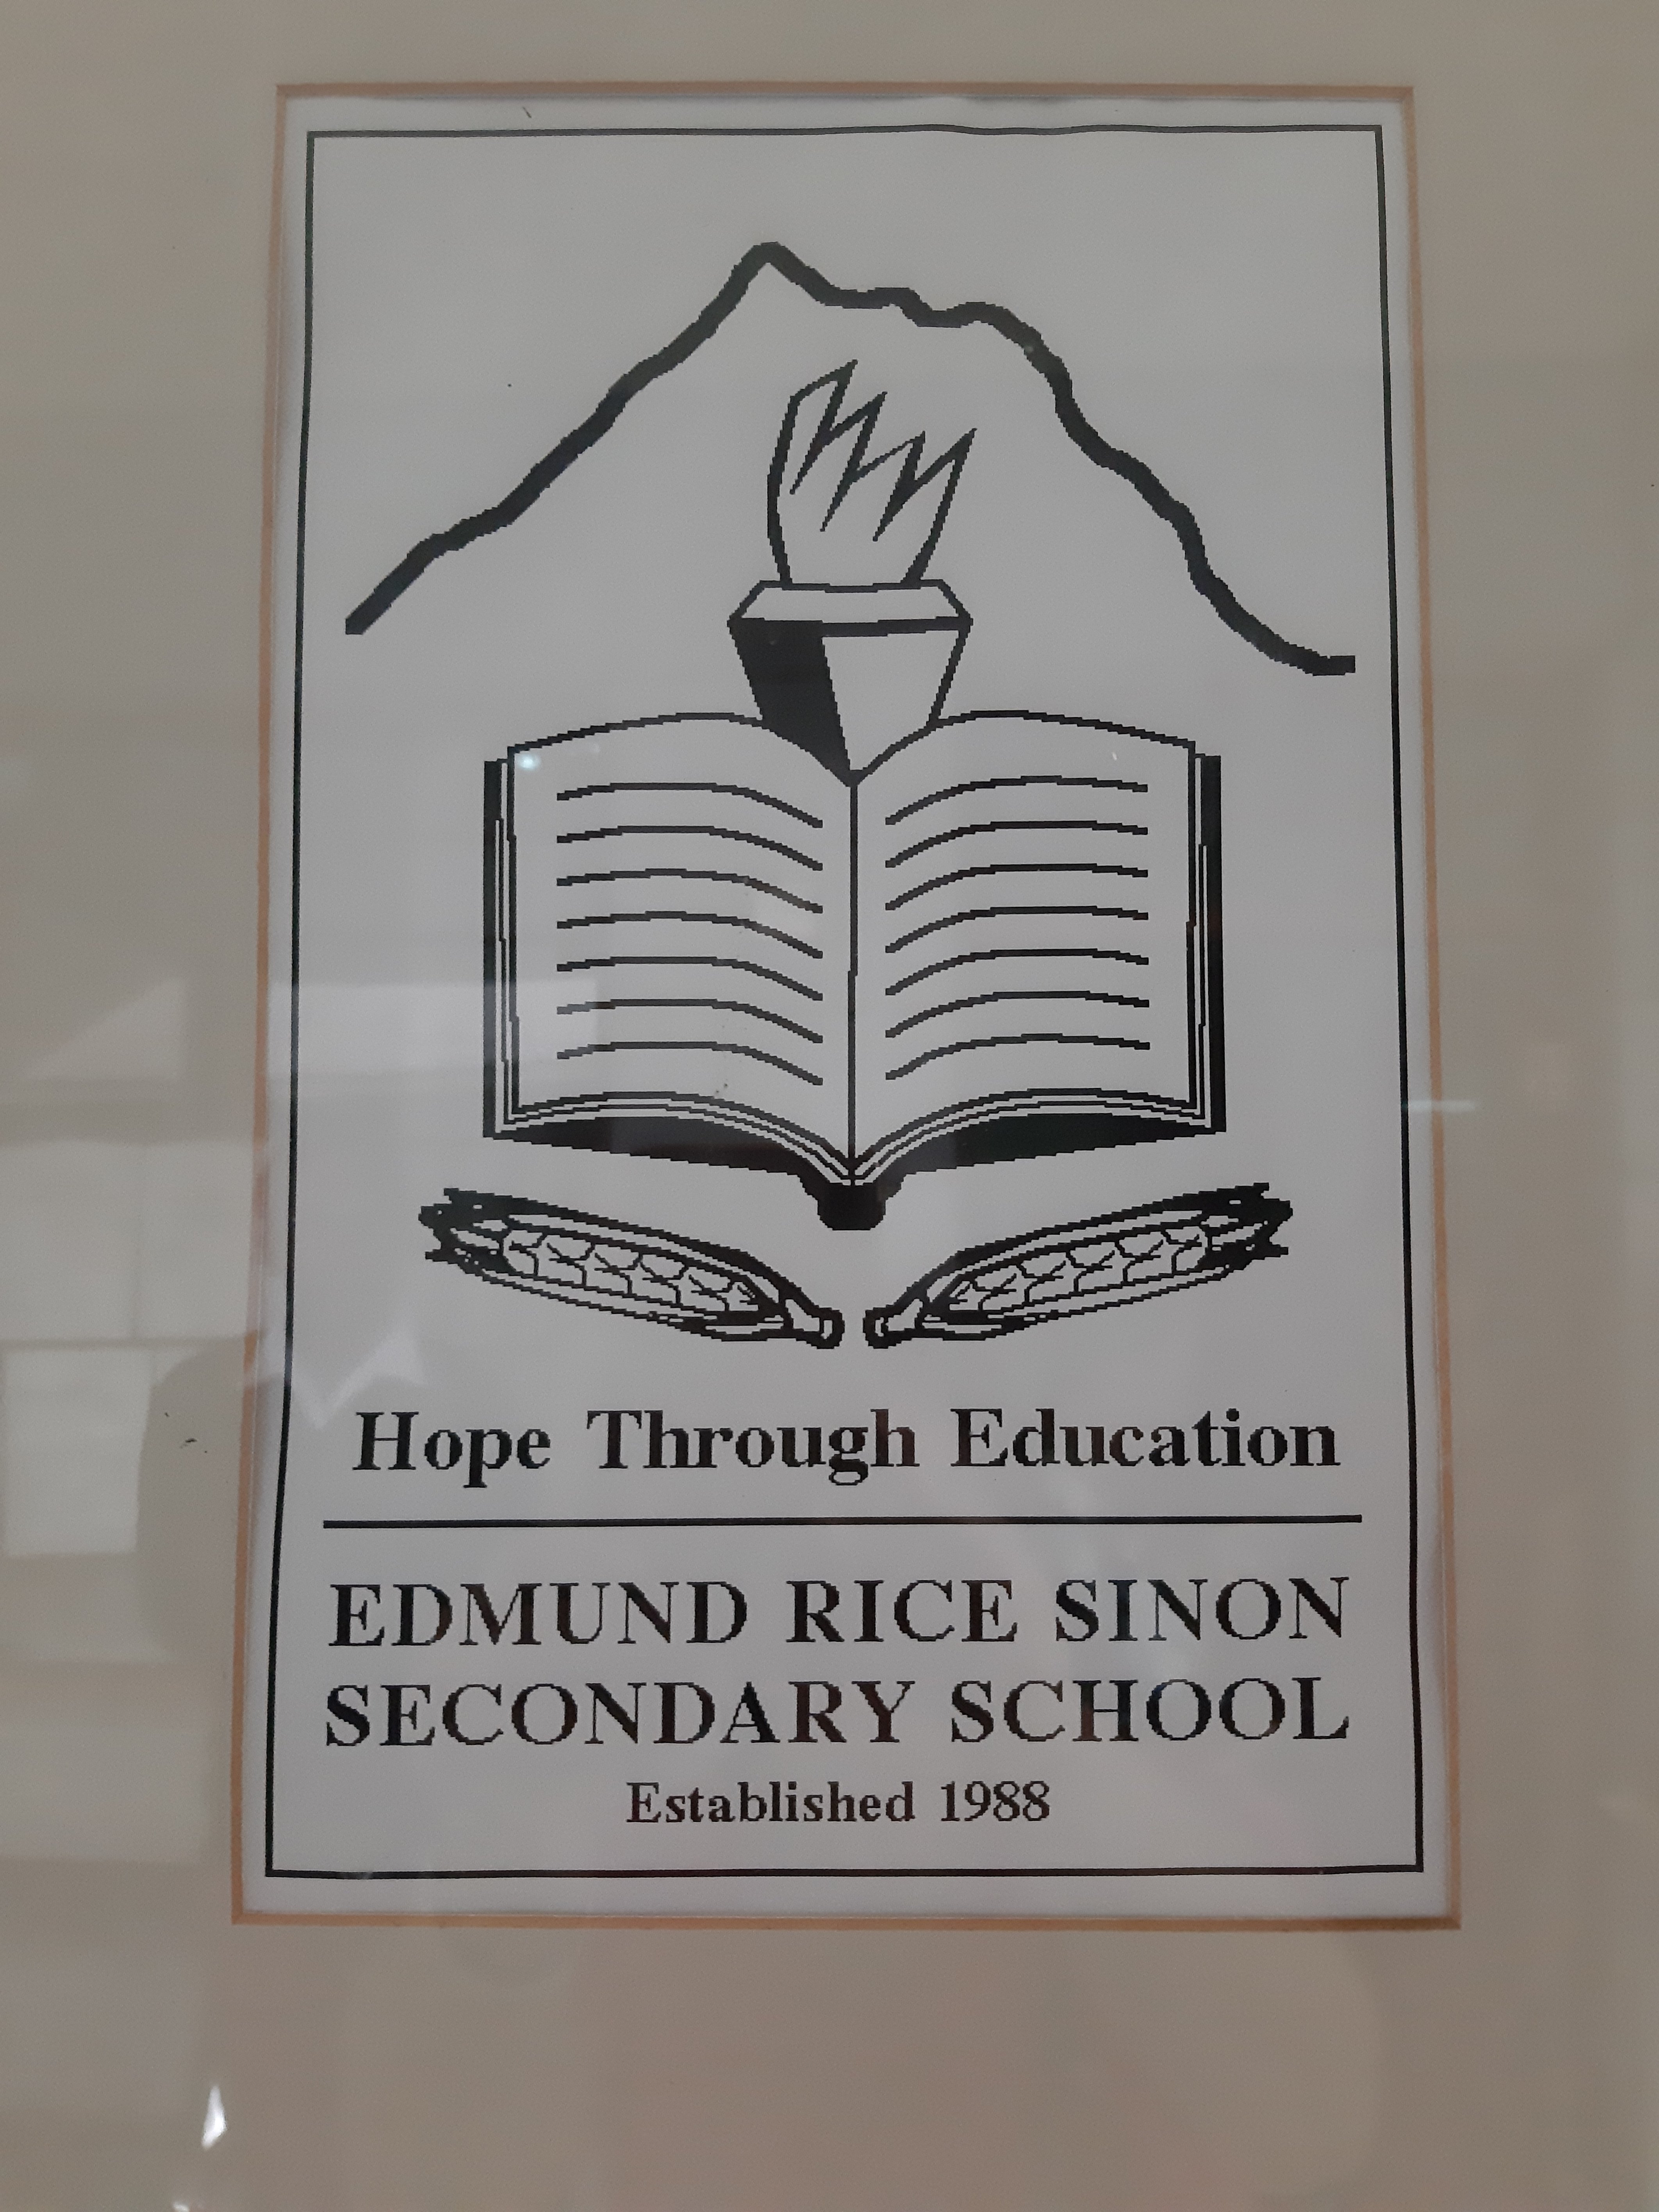 Hope Through Education
EDMUND RICE SINON
SECONDARY SCHOOL
Established 1988